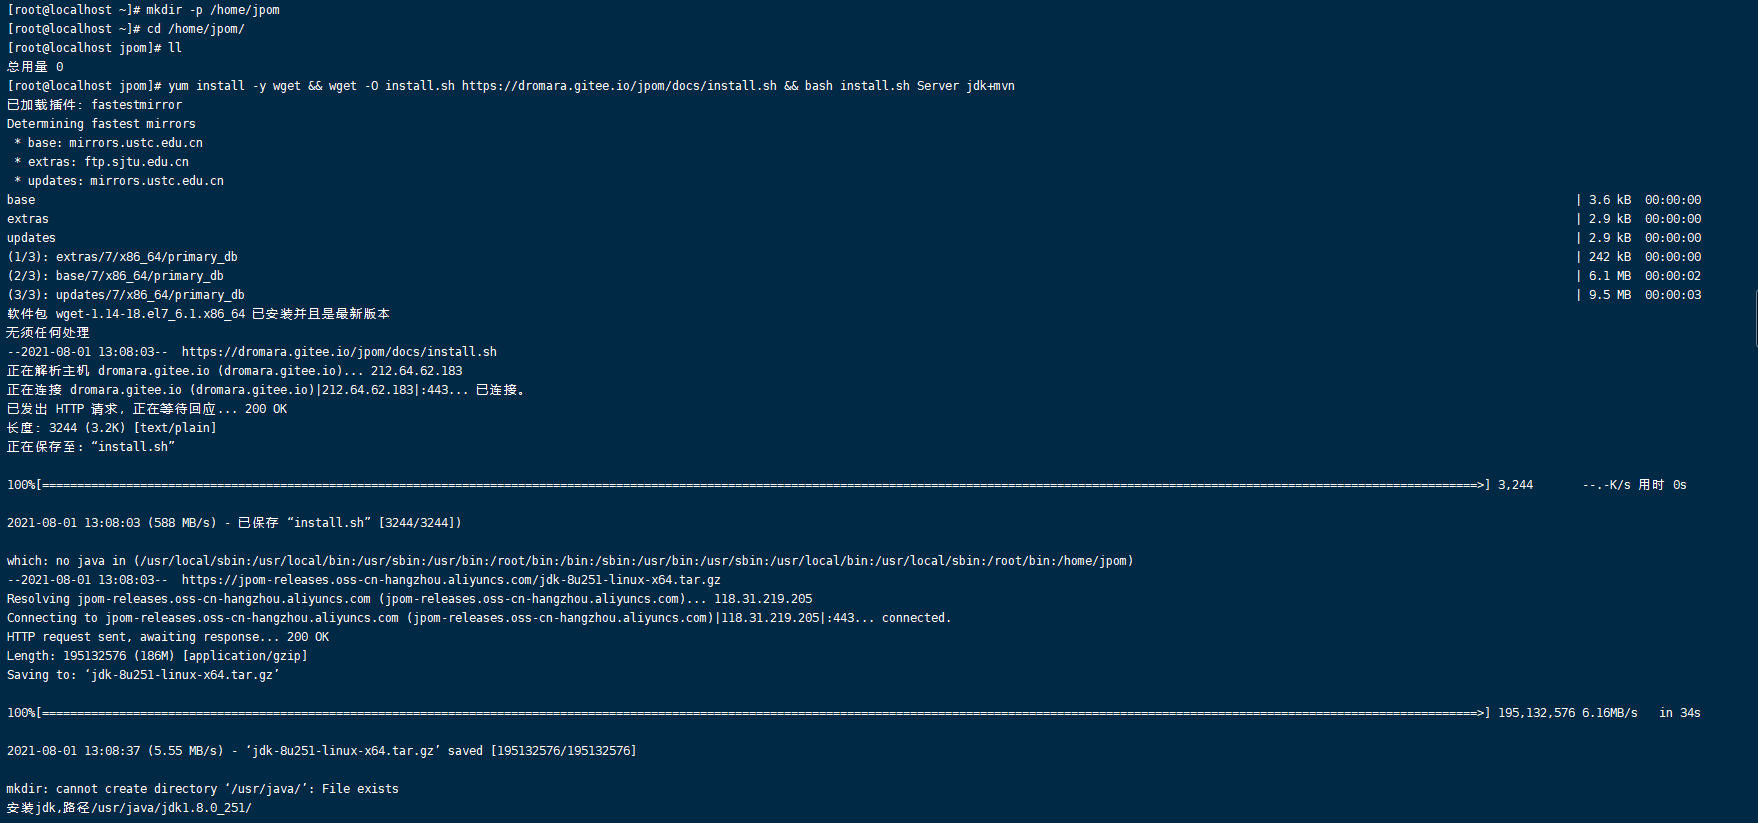 [root@localhost ~]# mkdir -p /home/jpom
[root@localhost ~]# cd /home/jpom/
[root@localhost jpom]# ll
总用量 0
[root@localhost jpom]# yum install -y wget && wget -O install.sh https://dromara.gitee.io/jpom/docs/install.sh && bash install.sh Server jdk+mvn
已加载插件: fastestmirror
Determining fastest mirrors
 * base: mirrors.ustc.edu.cn
 * extras: ftp.sjtu.edu.cn
 * updates: mirrors.ustc.edu.cn
base | 3.6 kB 00:00:00
extras | 2.9 kB 00:00:00
updates | 2.9 kB 00:00:00
(1/3): extras/7/x86_64/primary_db | 242 kB 00:00:00
(2/3): base/7/x86_64/primary_db | 6.1 MB 00:00:02
(3/3): updates/7/x86_64/primary_db | 9.5 MB 00:00:03
软件包 wget-1.14-18.el7_6.1.x86_64 已安装并且是最新版本
无须任何处理
--2021-08-01 13:08:03--  https://dromara.gitee.io/jpom/docs/install.sh
正在解析主机 dromara.gitee.io (dromara.gitee.io)... 212.64.62.183
正在连接 dromara.gitee.io (dromara.gitee.io)|212.64.62.183|:443... 已连接。
已发出 HTTP 请求，正在等待回应... 200 OK
长度: 3244 (3.2K) [text/plain]
正在保存至: “install.sh”
100%[======================================>] 3,244 --.-K/s 用时 0s
2021-08-01 13:08:03 (588 MB/s) - 已保存 “install.sh” [3244/3244])
which: no java in (/usr/local/sbin:/usr/local/bin:/usr/sbin:/usr/bin:/root/bin:/bin:/sbin:/usr/bin:/usr/sbin:/usr/local/bin:/usr/local/sbin:/root/bin:/home/jpom)
--2021-08-01 13:08:03--  https://jpom-releases.oss-cn-hangzhou.aliyuncs.com/jdk-8u251-linux-x64.tar.gz
Resolving jpom-releases.oss-cn-hangzhou.aliyuncs.com (jpom-releases.oss-cn-hangzhou.aliyuncs.com)... 118.31.219.205
Connecting to jpom-releases.oss-cn-hangzhou.aliyuncs.com (jpom-releases.oss-cn-hangzhou.aliyuncs.com)|118.31.219.205|:443... connected.
HTTP request sent, awaiting response... 200 OK
Length: 195132576 (186M) [application/gzip]
Saving to: ‘jdk-8u251-linux-x64.tar.gz’
100%[======================================>] 195,132,576 6.16MB/s in 34s
2021-08-01 13:08:37 (5.55 MB/s) - ‘jdk-8u251-linux-x64.tar.gz’ saved [195132576/195132576]
mkdir: cannot create directory ‘/usr/java/’: File exists
安装jdk,路径/usr/java/jdk1.8.0_251/